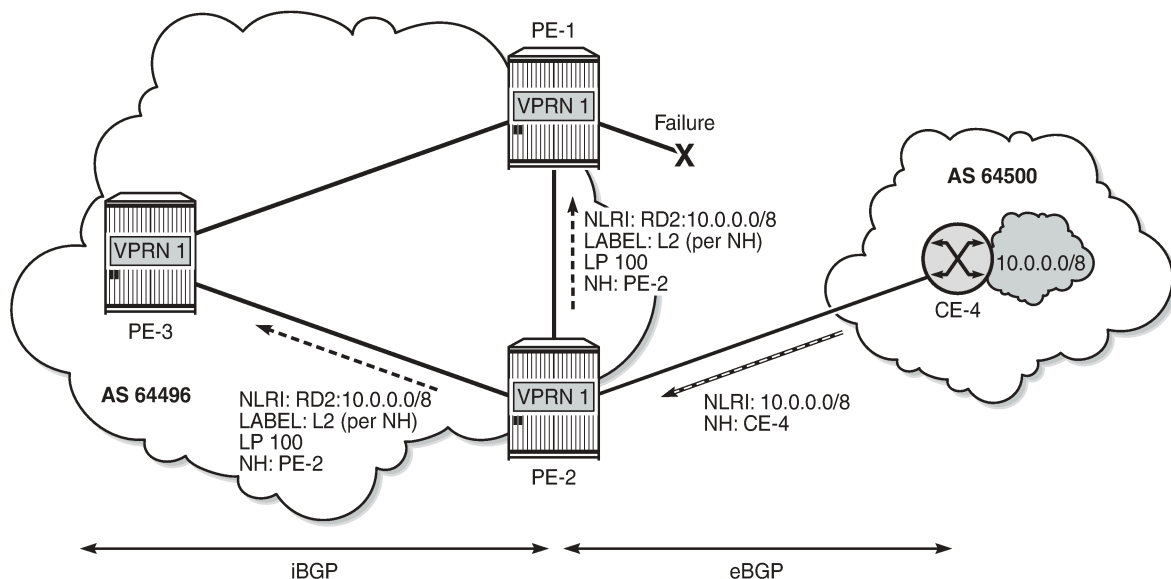 PE-1
VPRN 1
Failure
X
AS 64500
NLRI: RD2:10.0.0.0/8
LABEL: L2 (per NH)
LP 100
NH: PE-2
VPRN 1
10.0.0.0/8
CE-4
PE-3
AS 64496
NLRI: RD2:10.0.0.0/8
LABEL: L2 (per NH)
LP 100
NH: PE-2
VPRN 1
NLRI: 10.0.0.0/8
NH: CE-4
PE-2
iBGP
eBGP